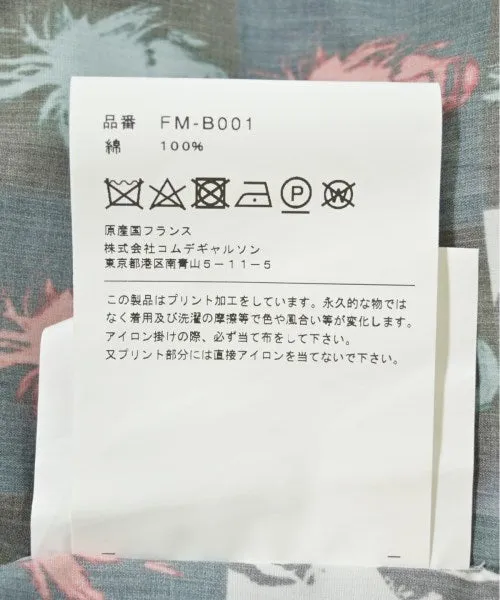 品番 FM-B001
綿 100%
P W
原産国フランス
株式会社コムデギャルソン
東京都港区南青山5-11-5
この製品はプリント加工をしています。永久的な物では
なく着用及び洗濯の摩擦等で色や風合い等が変化します。
アイロン掛けの際、必ず当て布をして下さい。
又プリント部分には直接アイロンを当てないで下さい。